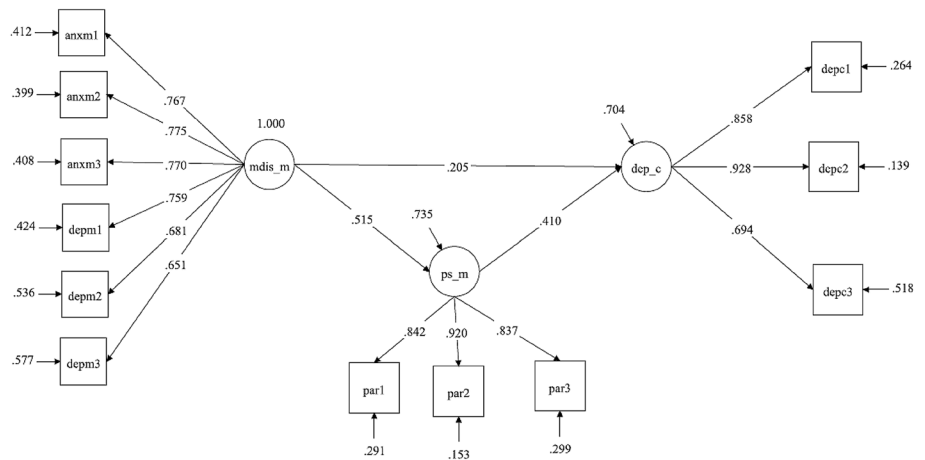 .412
anxm1
.399
anxm2
.408
anxm3
.424
depm1
.536
depm2
.577
depm3
.767
.775
.770
.759
.681
.651
1.000
mdis_m
.205
.515
.735
ps_m
.410
.704
dep_c
.858
.928
.694
depc1
.264
depc2
.139
depc3
.518
.842
.920
.837
par1
par2
par3
.291
.153
.299